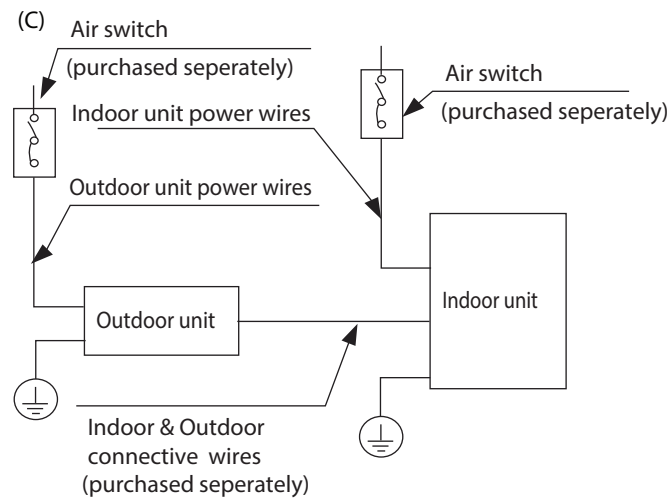 (C)
Air switch
(purchased seperately)
Air switch
(purchased seperately)
Indoor unit power wires
Outdoor unit power wires
Outdoor unit
Indoor unit
Indoor & Outdoor
connective wires
(purchased seperately)